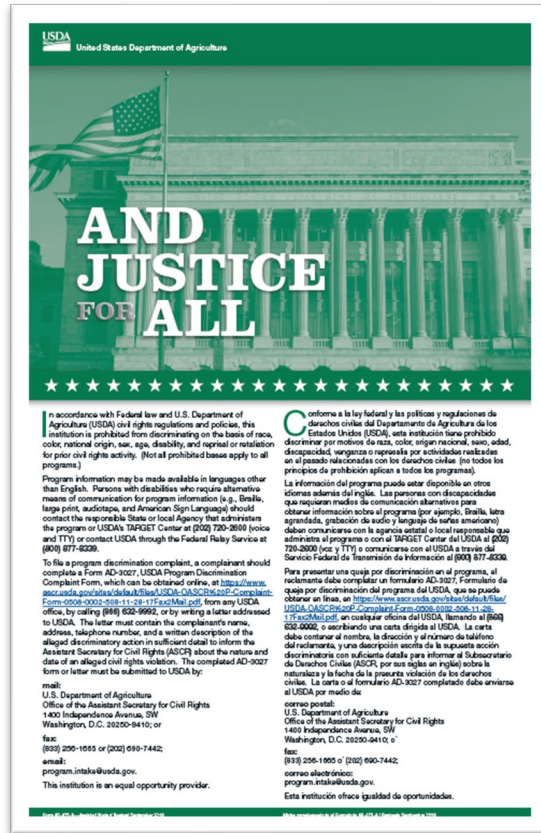 USDA
United States Department of Agriculture
AND
JUSTICE
FOR ALL
In accordance with Federal law and U.S. Department of
Agriculture (USDA) civil rights regulations and policies, this
institution is prohibited from discriminating on the basis of race,
color, national origin, sex, age, disability, and reprisal or retaliation
for prior civil rights activity. (Not all prohibited bases apply to all
programs.)
Program information may be made available in languages other
than English. Persons with disabilities who require alternative
means of communication for program information (e.g., Braille,
large print, audiotape, and American Sign Language) should
contact the responsible State or local Agency that administers
the program or USDA's TARGET Center at (202) 720-2600 (voice
and TTY) or contact USDA through the Federal Relay Service at
(800) 877-8339.
To file a program discrimination complaint, a complainant should
complete a Form AD-3027, USDA Program Discrimination
Complaint Form, which can be obtained online, at https://www.
ascr.usda.gov/sites/default/files/USDA-OASCR%20P-Complaint-
Form-0508-0002-508-11-28-17Fax2Mail.pdf, from any USDA
office, by calling (866) 632-9992, or by writing a letter addressed
to USDA. The letter must contain the complainant's name,
address, telephone number, and a written description of the
alleged discriminatory action in sufficient detail to inform the
Assistant Secretary for Civil Rights (ASCR) about the nature and
date of an alleged civil rights violation. The completed AD-3027
form or letter must be submitted to USDA by:
mail:
U.S. Department of Agriculture
Office of the Assistant Secretary for Civil Rights
1400 Independence Avenue, SW
Washington, D.C. 20250-9410; or
fax:
(833) 256-1665 or (202) 690-7442;
email:
program.intake@usda.gov.
This institution is an equal opportunity provider.
Conforme a la ley federal y las políticas y regulaciones de
derechos civiles del Departamento de Agricultura de los
Estados Unidos (USDA), esta institución tiene prohibido
discriminar por motivos de raza, color, origen nacional, sexo, edad,
discapacidad, venganza o represalia por actividades realizadas
en el pasado relacionadas con los derechos civiles (no todos los
principios de prohibición aplican a todos los programas).
La información del programa puede estar disponible en otros
idiomas además del inglés. Las personas con discapacidades
que requieran medios de comunicación alternativos para
obtener información sobre el programa (por ejemplo, Braille, letra
agrandada, grabación de audio y lenguaje de señas americano)
deben comunicarse con la agencia estatal o local responsable que
administra el programa o con el TARGET Center del USDA al (202)
720-2600 (voz y TTY) o comunicarse con el USDA a través del
Servicio Federal de Transmisión de Información al (800) 877-8339.
Para presentar una queja por discriminación en el programa, el
reclamante debe completar un formulario AD-3027, Formulario de
queja por discriminación del programa del USDA, que se puede
obtener en línea, en https://www.ascr.usda.gov/sites/default/files/
USDA-OASCR%20P-Complaint-Form-0508-0002-508-11-28-
17Fax2Mail.pdf, en cualquier oficina del USDA, llamando al (866)
632-9992, o escribiendo una carta dirigida al USDA. La carta
debe contener el nombre, la dirección y el número de teléfono
del reclamante, y una descripción escrita de la supuesta acción
discriminatoria con suficiente detalle para informar al Subsecretario
de Derechos Civiles (ASCR, por sus siglas en inglés) sobre la
naturaleza y la fecha de la presunta violación de los derechos
civiles. La carta o el formulario AD-3027 completado debe enviarse
al USDA por medio de:
correo postal:
U.S. Department of Agriculture
Office of the Assistant Secretary for Civil Rights
1400 Independence Avenue, SW
Washington, D.C. 20250-9410; o'
fax:
(833) 256-1665 o' (202) 690-7442;
correo electrónico:
program.intake@usda.gov.
Esta institución ofrece igualdad de oportunidades.